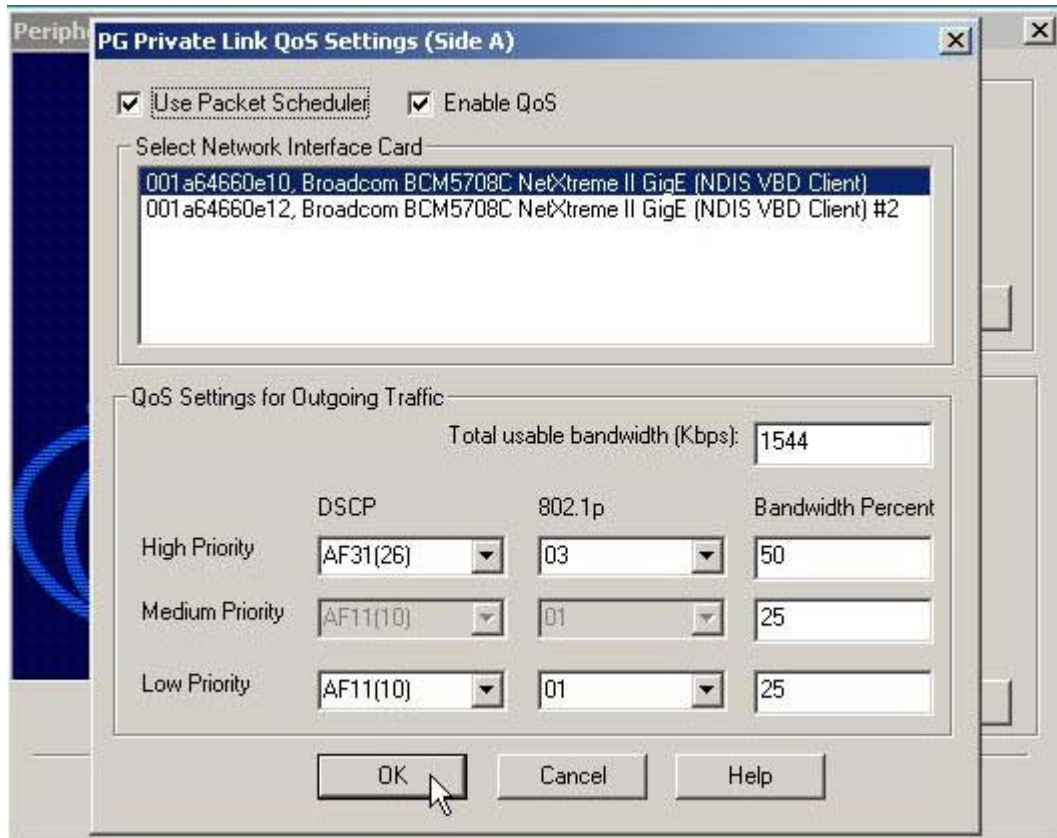 Periph
PG Private Link QoS Settings (Side A)
Use Packet Scheduler Enable QoS
Select Network Interface Card
001a64660e10, Broadcom BCM5708C NetXtreme II GigE (NDIS VBD Client)
001a64660e12, Broadcom BCM5708C NetXtreme II GigE (NDIS VBD Client) #2
QoS Settings for Outgoing Traffic
Total usable bandwidth (Kbps): 1544
DSCP 802.1p Bandwidth Percent
High Priority AF31(26) 03 50
Medium Priority AF11(10) 01 25
Low Priority AF11(10) 01 25
OK Cancel Help